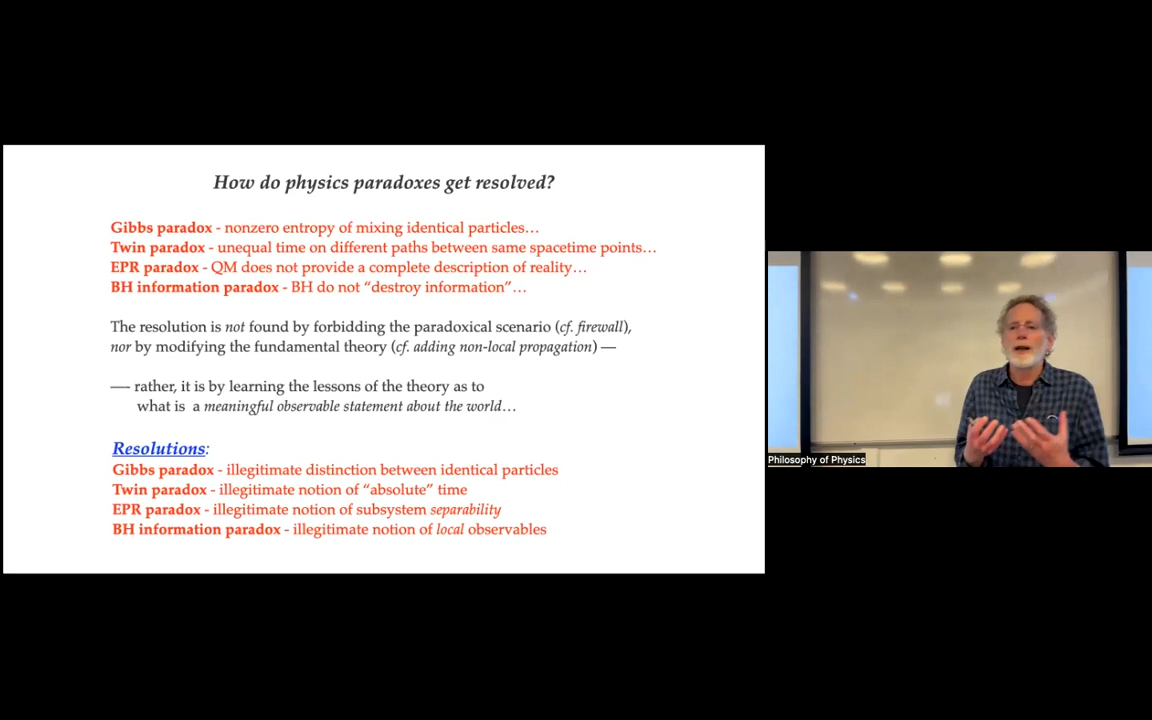 How do physics paradoxes get resolved?
Gibbs paradox - nonzero entropy of mixing identical particles…
Twin paradox - unequal time on different paths between same spacetime points…
EPR paradox - QM does not provide a complete description of reality…
BH information paradox - BH do not “destroy information”…
The resolution is not found by forbidding the paradoxical scenario (cf. firewall),
nor by modifying the fundamental theory (cf. adding non-local propagation) —
— rather, it is by learning the lessons of the theory as to
what is a meaningful observable statement about the world…
Resolutions:
Gibbs paradox - illegitimate distinction between identical particles
Twin paradox - illegitimate notion of “absolute” time
EPR paradox - illegitimate notion of subsystem separability
BH information paradox - illegitimate notion of local observables
Philosophy of Physics